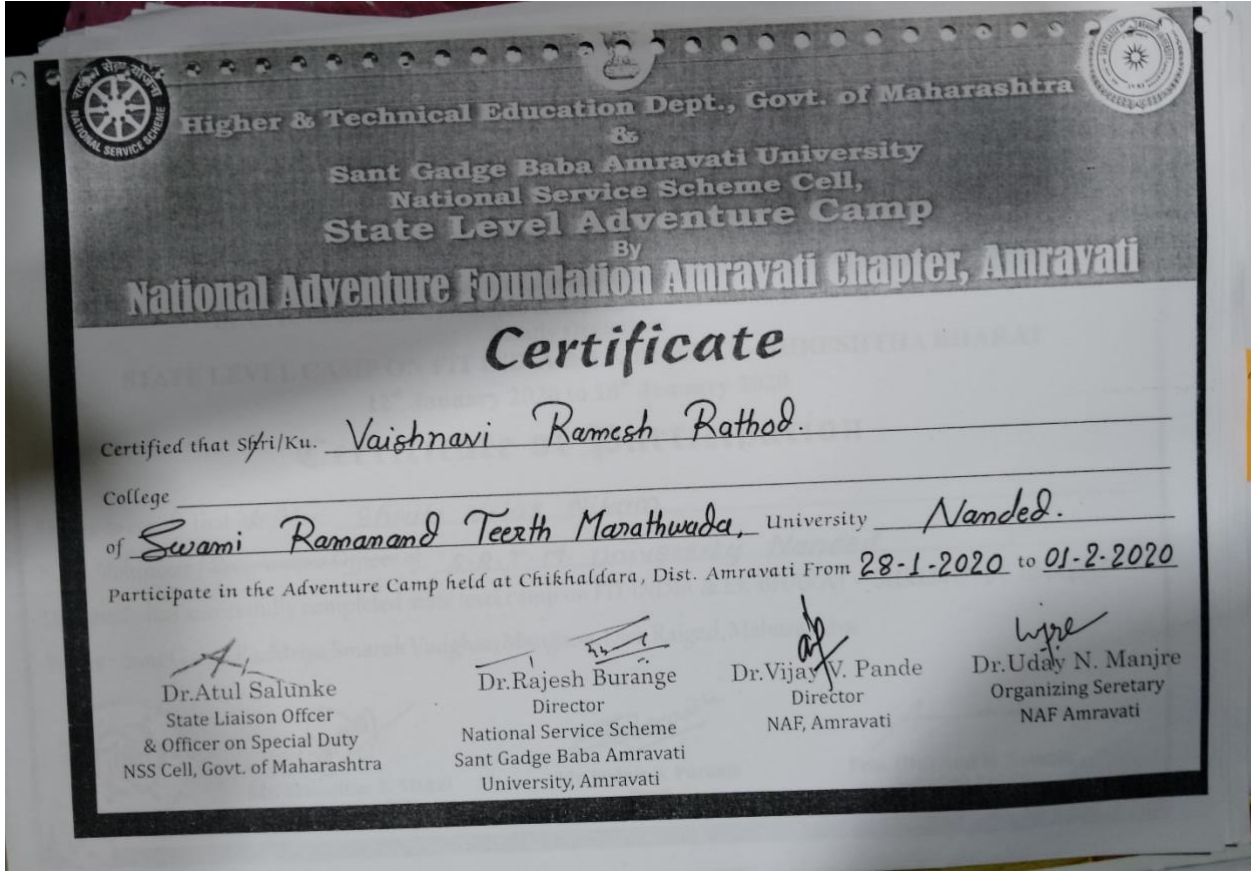 राष्ट्रीय सेवा योजना
NATIONAL SERVICE SCHEME
Higher & Technical Education Dept., Govt. of Maharashtra
&
Sant Gadge Baba Amravati University
National Service Scheme Cell,
State Level Adventure Camp
By
National Adventure Foundation Amravati Chapter, Amravati
Certificate
Certified that Shri/Ku. Vaishnavi Ramesh Rathod.
College
of Swami Ramanand Teerth Marathwada, University Nanded.
Participate in the Adventure Camp held at Chikhaldara, Dist. Amravati From 28-1-2020 to 01-2-2020
Dr.Atul Salunke
State Liaison Offcer
& Officer on Special Duty
NSS Cell, Govt. of Maharashtra
Dr.Rajesh Burange
Director
National Service Scheme
Sant Gadge Baba Amravati
University, Amravati
Dr.Vijay V. Pande
Director
NAF, Amravati
Dr.Uday N. Manjre
Organizing Seretary
NAF Amravati